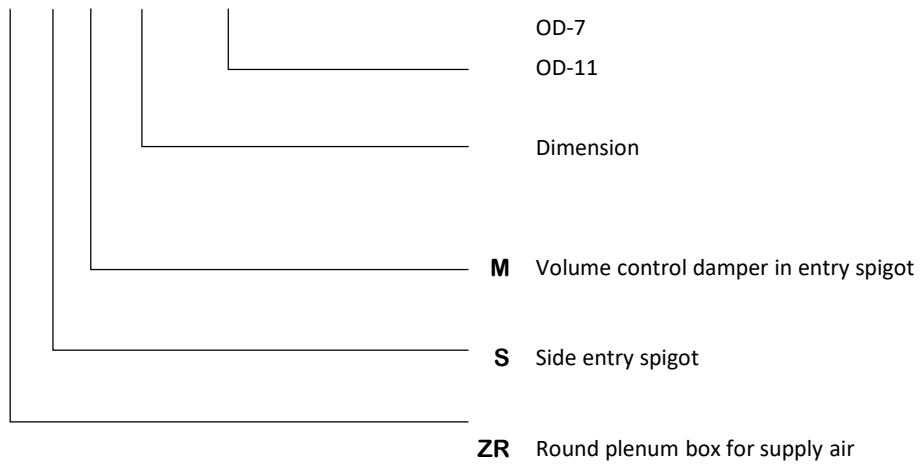 OD-7
OD-11
Dimension
M Volume control damper in entry spigot
S Side entry spigot
ZR Round plenum box for supply air